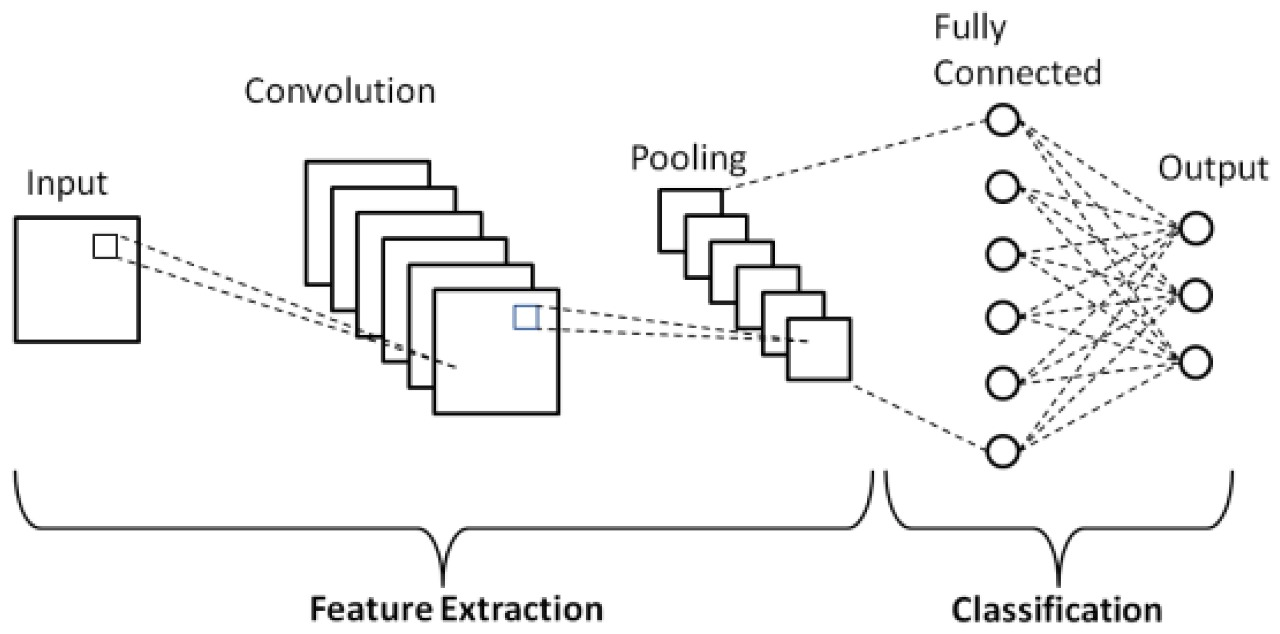 Input
Convolution
Pooling
Fully
Connected
Output
Feature Extraction
Classification